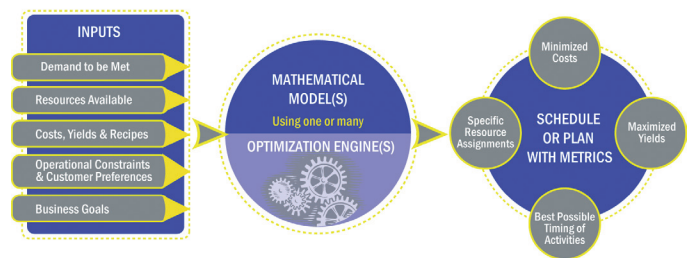 INPUTS
Demand to be Met
Resources Available
Costs, Yields & Recipes
Operational Constraints
& Customer Preferences
Business Goals
MATHEMATICAL
MODEL(S)
Using one or many
OPTIMIZATION ENGINE(S)
Minimized
Costs
Specific
Resource
Assignments
SCHEDULE
OR PLAN
WITH METRICS
Maximized
Yields
Best Possible
Timing of
Activities